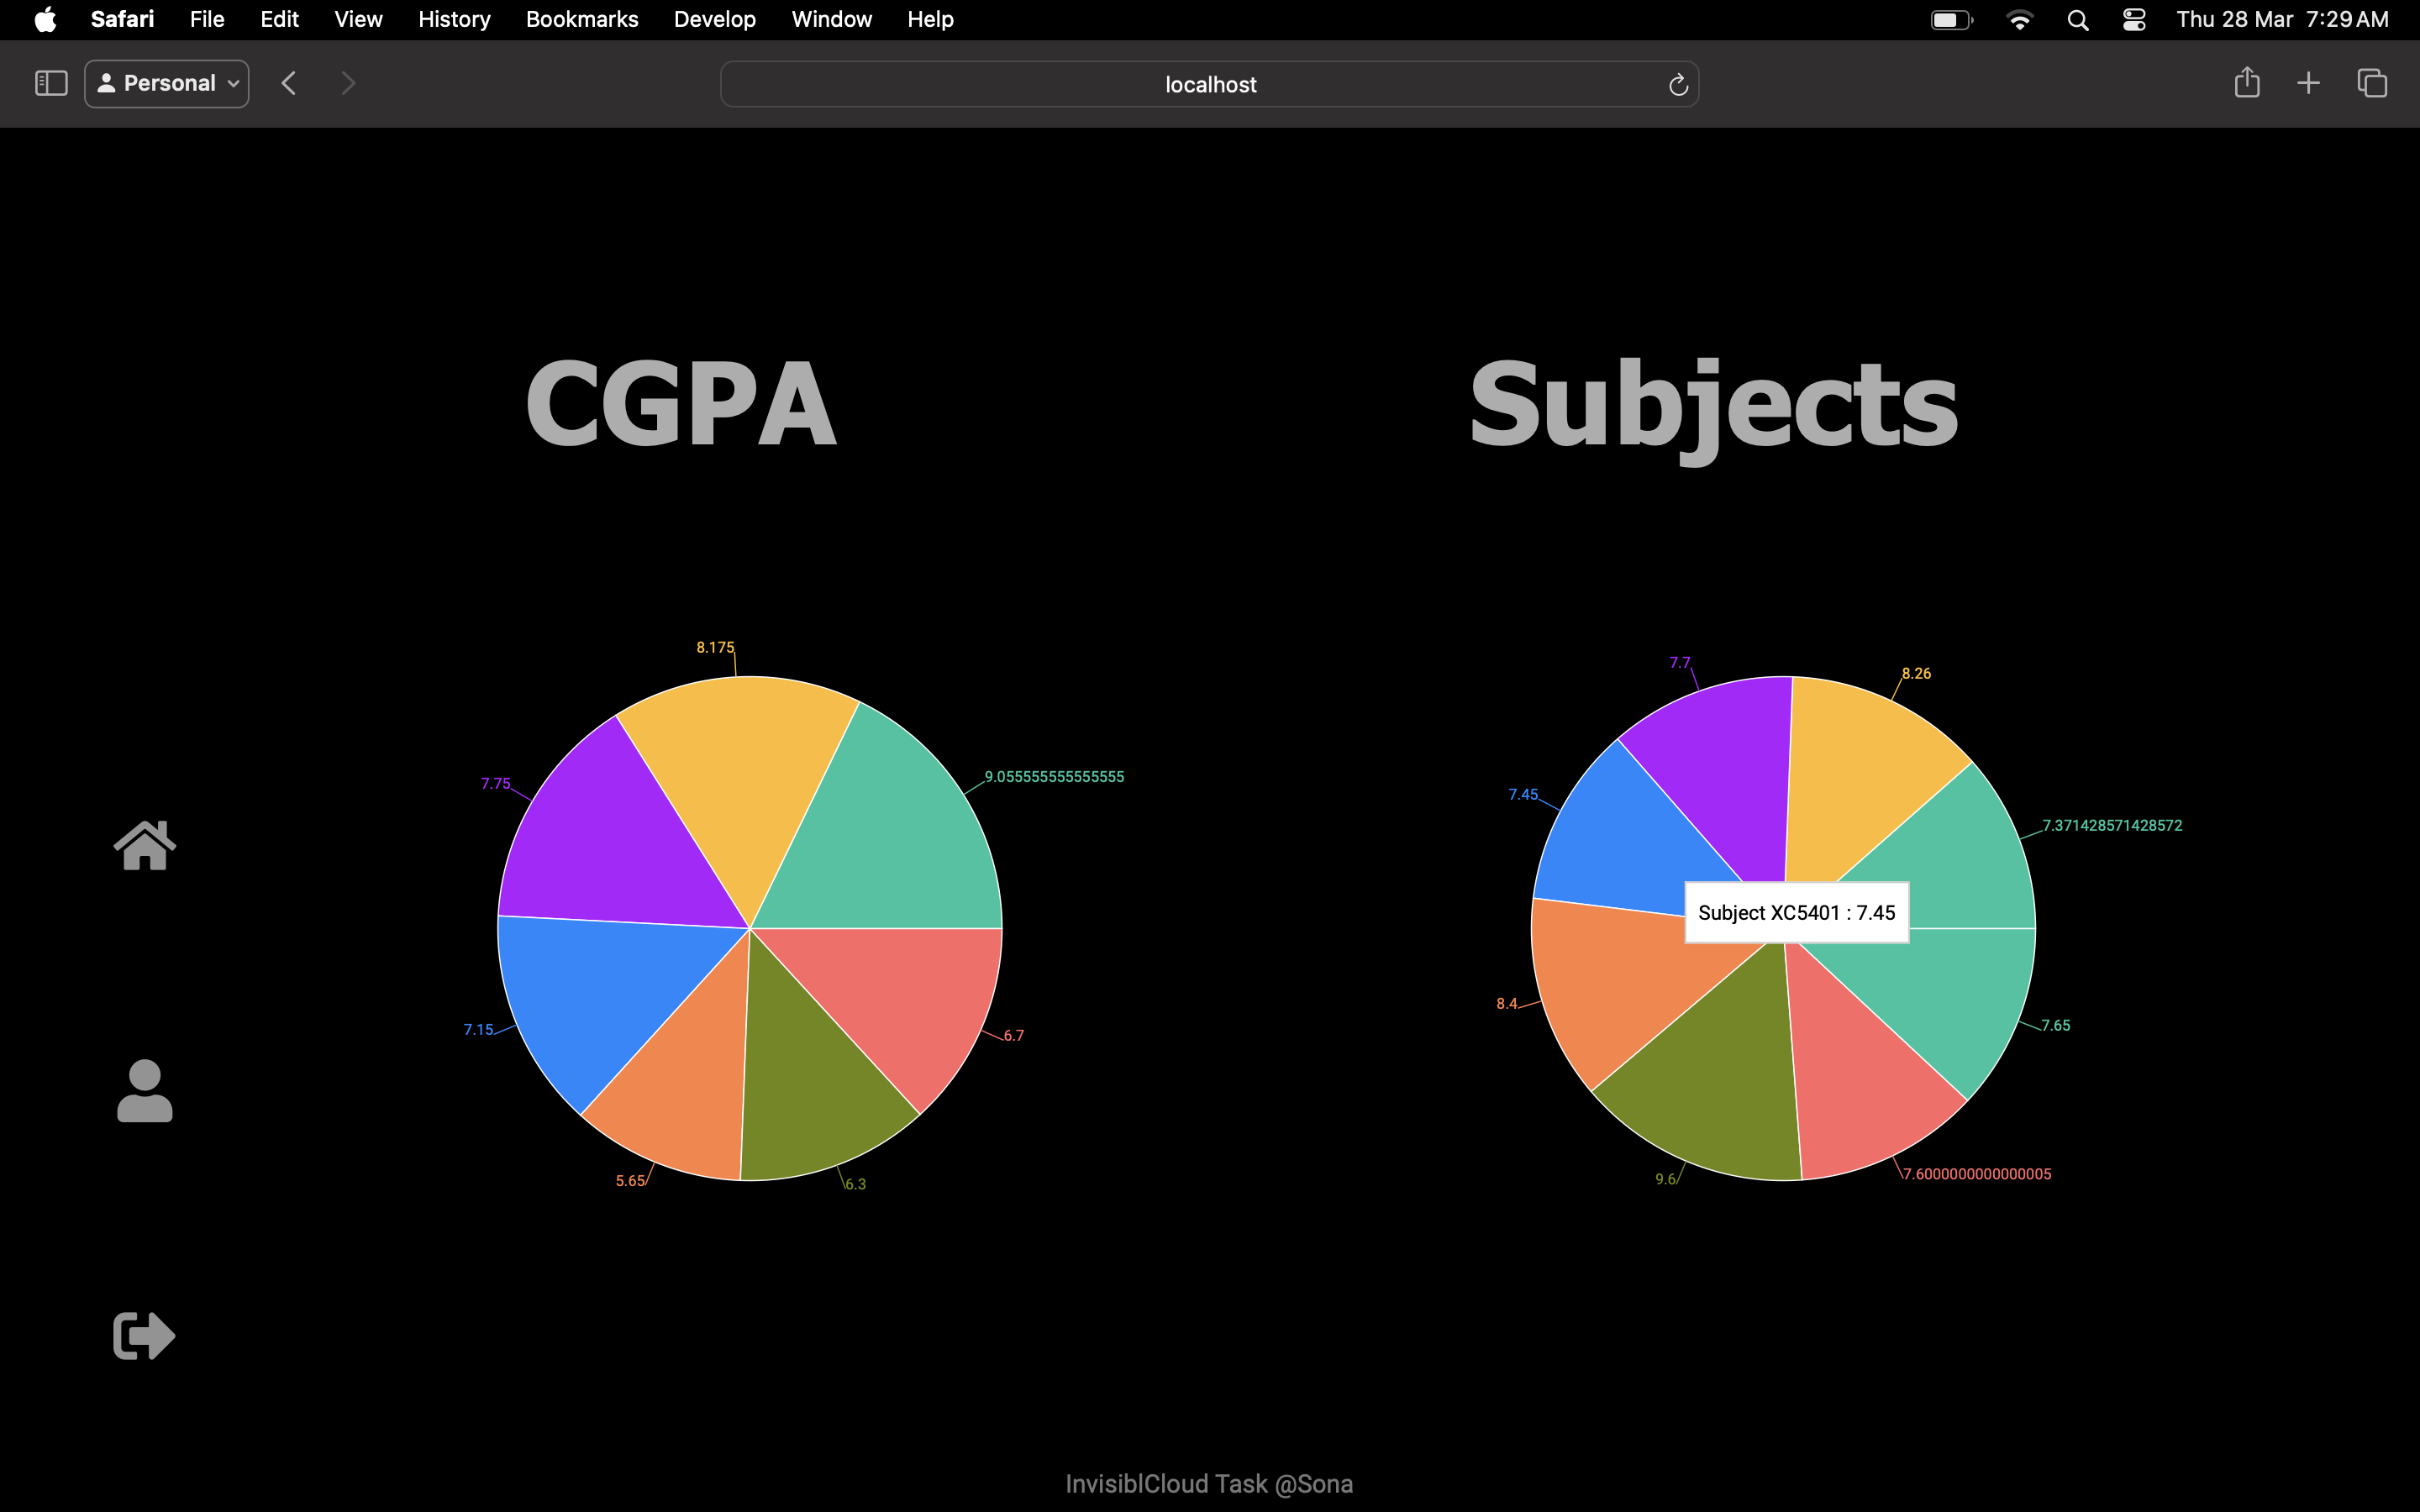 Safari File Edit View History Bookmarks Develop Window Help Thu 28 Mar 7:29 AM
Personal localhost
CGPA
Subjects
8.175
9.055555555555555
7.75
7.15
5.65
6.3
6.7
7.7
8.26
7.45
7.371428571428572
Subject XC5401 : 7.45
8.4
7.65
9.6
7.6000000000000005
InvisiblCloud Task @Sona